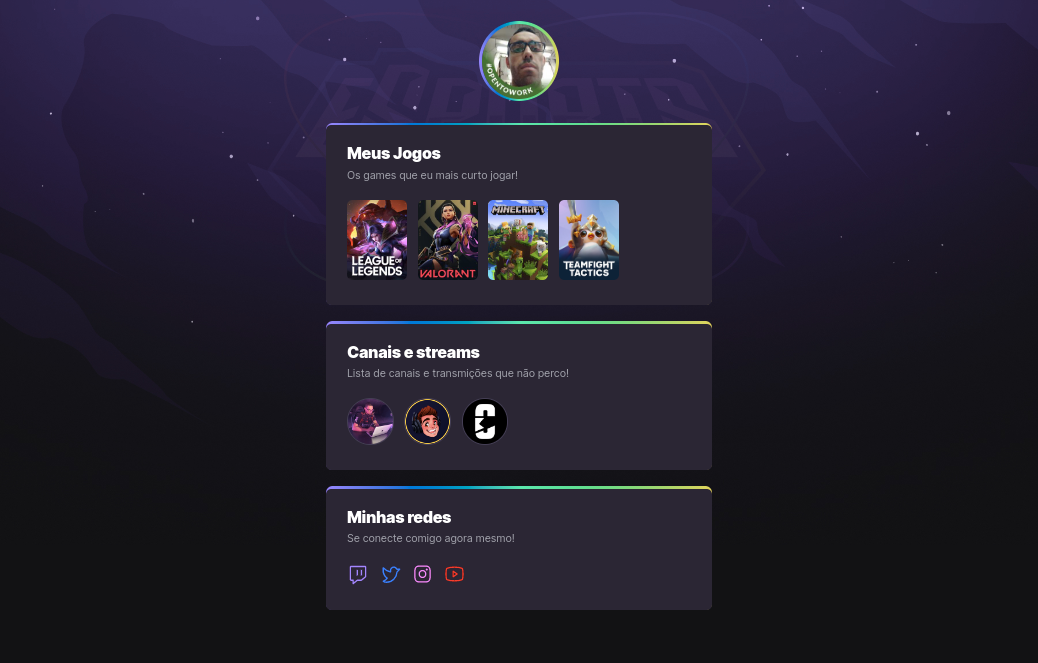 #OPENTOWORK
Meus Jogos
Os games que eu mais curto jogar!
LEAGUE OF
LEGENDS
VALORANT
MINECRAFT
TEAMFIGHT
TACTICS
Canais e streams
Lista de canais e transmições que não perco!
Minhas redes
Se conecte comigo agora mesmo!